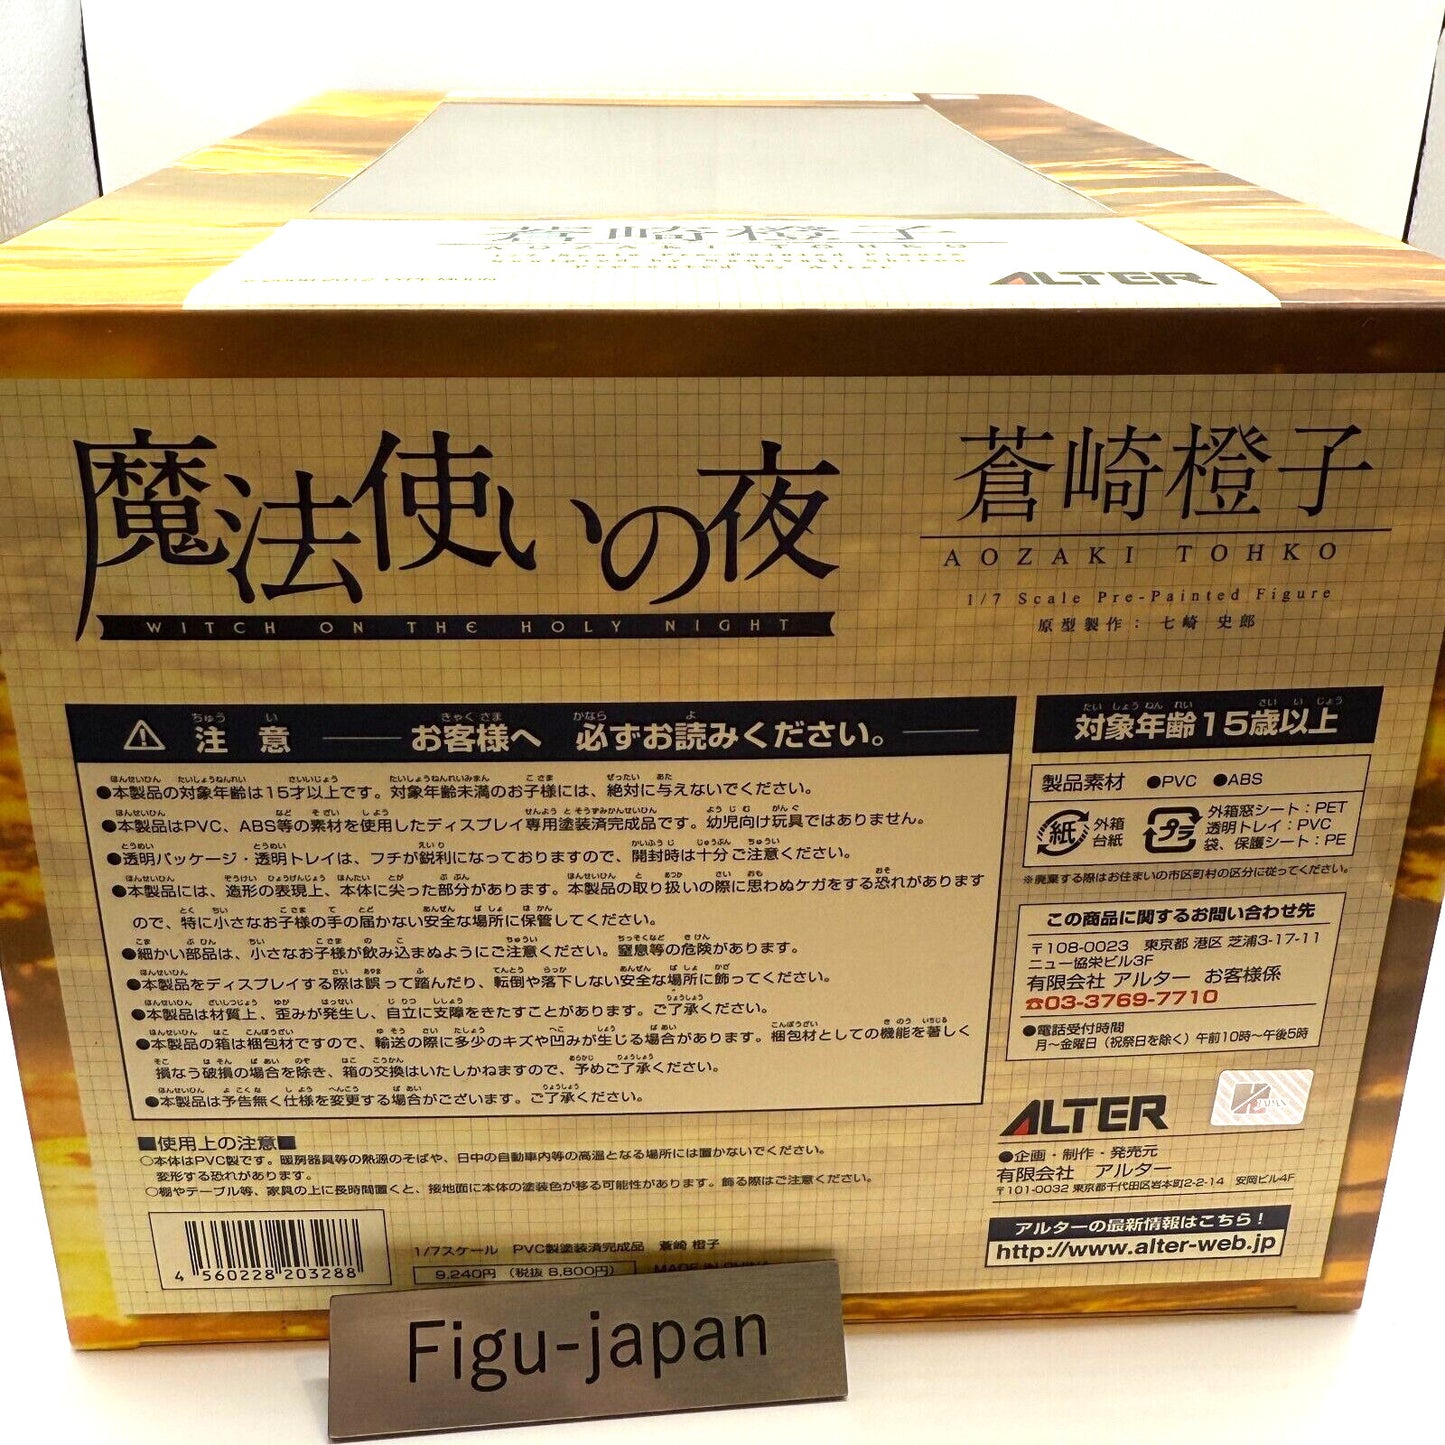 蒼崎橙子
AOZAKI TOHKO
1/7 Scale Pre-Painted Figure
Presented by Alter
ALTER
魔法使いの夜
WITCH ON THE HOLY NIGHT
蒼崎橙子
AOZAKI TOHKO
1/7 Scale Pre-Painted Figure
原型製作：七崎 史郎
注意 お客様へ 必ずお読みください。
●本製品の対象年齢は15才以上です。対象年齢未満のお子様には、絶対に与えないでください。
●本製品はPVC、ABS等の素材を使用したディスプレイ専用塗装済完成品です。幼児向け玩具ではありません。
●透明パッケージ・透明トレイは、フチが鋭利になっておりますので、開封時は十分ご注意ください。
●本製品には、造形の表現上、本体に尖った部分があります。本製品の取り扱いの際に思わぬケガをする恐れがあります
ので、特に小さなお子様の手の届かない安全な場所に保管してください。
●細かい部品は、小さなお子様が飲み込まぬようにご注意ください。窒息等の危険があります。
●本製品をディスプレイする際は誤って踏んだり、転倒や落下しない安全な場所に飾ってください。
●本製品は材質上、歪みが発生し、自立に支障をきたすことがあります。ご了承ください。
●本製品の箱は梱包材ですので、輸送の際に多少のキズや凹みが生じる場合があります。梱包材としての機能を著しく
損なう破損の場合を除き、箱の交換はいたしかねますので、予めご了承ください。
●本製品は予告無く仕様を変更する場合がございます。ご了承ください。
■使用上の注意■
○本体はPVC製です。暖房器具等の熱源のそばや、日中の自動車内等の高温となる場所には置かないでください。
変形する恐れがあります。
○棚やテーブル等、家具の上に長時間置くと、接地面に本体の塗装色が移る可能性があります。飾る際はご注意ください。
4 560228 203288
1/7スケール PVC製塗装済完成品 蒼崎 橙子
9,240円（税抜 8,800円） MADE IN CHINA
対象年齢15歳以上
製品素材 ●PVC ●ABS
紙 外箱 台紙
プラ 外箱窓シート：PET
透明トレイ：PVC
袋、保護シート：PE
※廃棄する際はお住まいの市区町村の区分に従ってください。
この商品に関するお問い合わせ先
〒108-0023 東京都 港区 芝浦3-17-11
ニュー協栄ビル3F
有限会社 アルター お客様係
☎03-3769-7710
●電話受付時間
月～金曜日（祝祭日を除く）午前10時～午後5時
JAPAN
ALTER
●企画・制作・発売元
有限会社 アルター
〒101-0032 東京都千代田区岩本町2-2-14 安岡ビル4F
アルターの最新情報はこちら！
http://www.alter-web.jp
Figu-japan